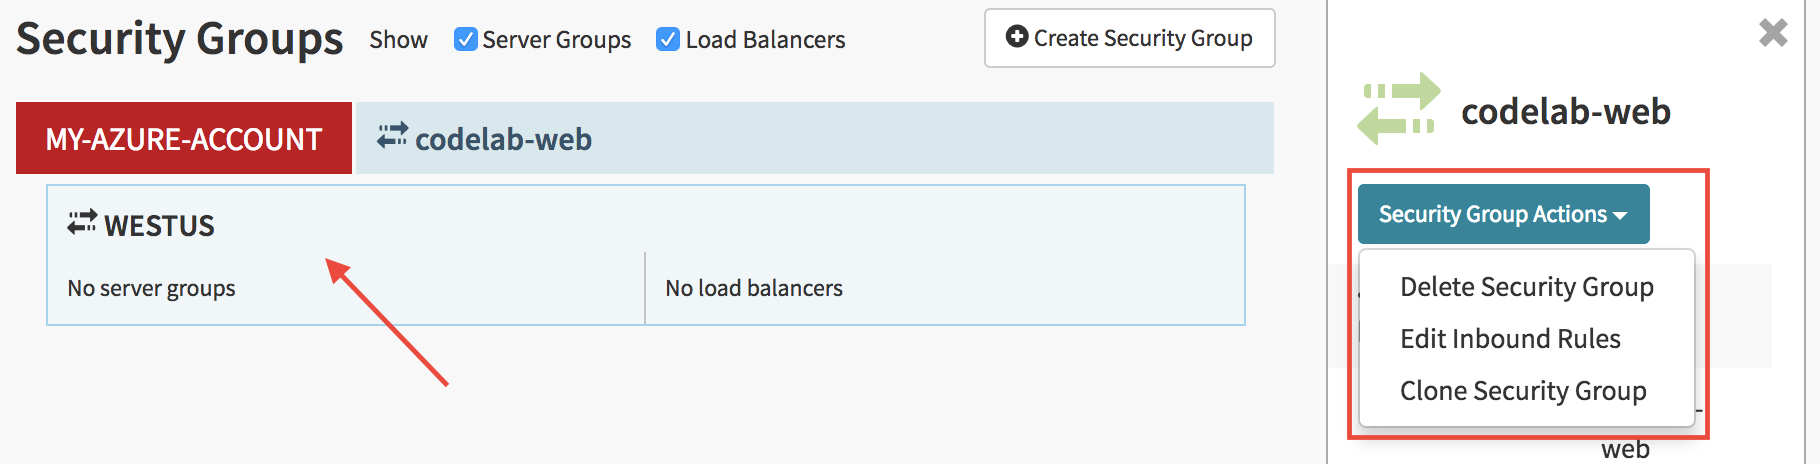 Security Groups Show Server Groups Load Balancers Create Security Group
MY-AZURE-ACCOUNT codelab-web
WESTUS
No server groups No load balancers
codelab-web
Security Group Actions
Delete Security Group
Edit Inbound Rules
Clone Security Group
-
web